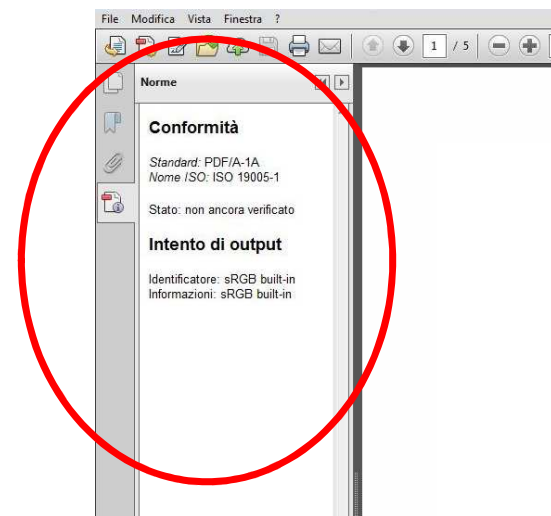 File Modifica Vista Finestra ?
1 / 5
Norme
Conformità
Standard: PDF/A-1A
Nome ISO: ISO 19005-1
Stato: non ancora verificato
Intento di output
Identificatore: sRGB built-in
Informazioni: sRGB built-in